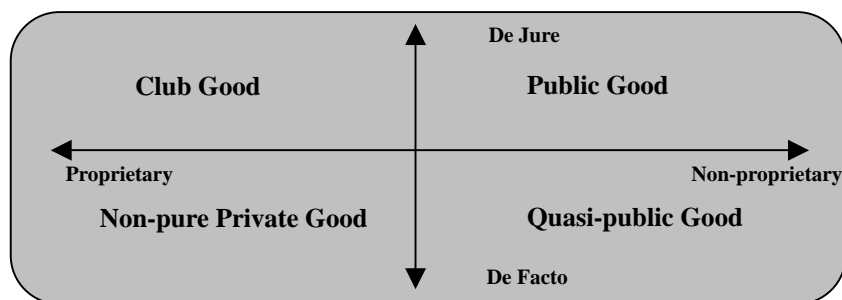 De Jure
Club Good
Public Good
Proprietary
Non-proprietary
Non-pure Private Good
Quasi-public Good
De Facto